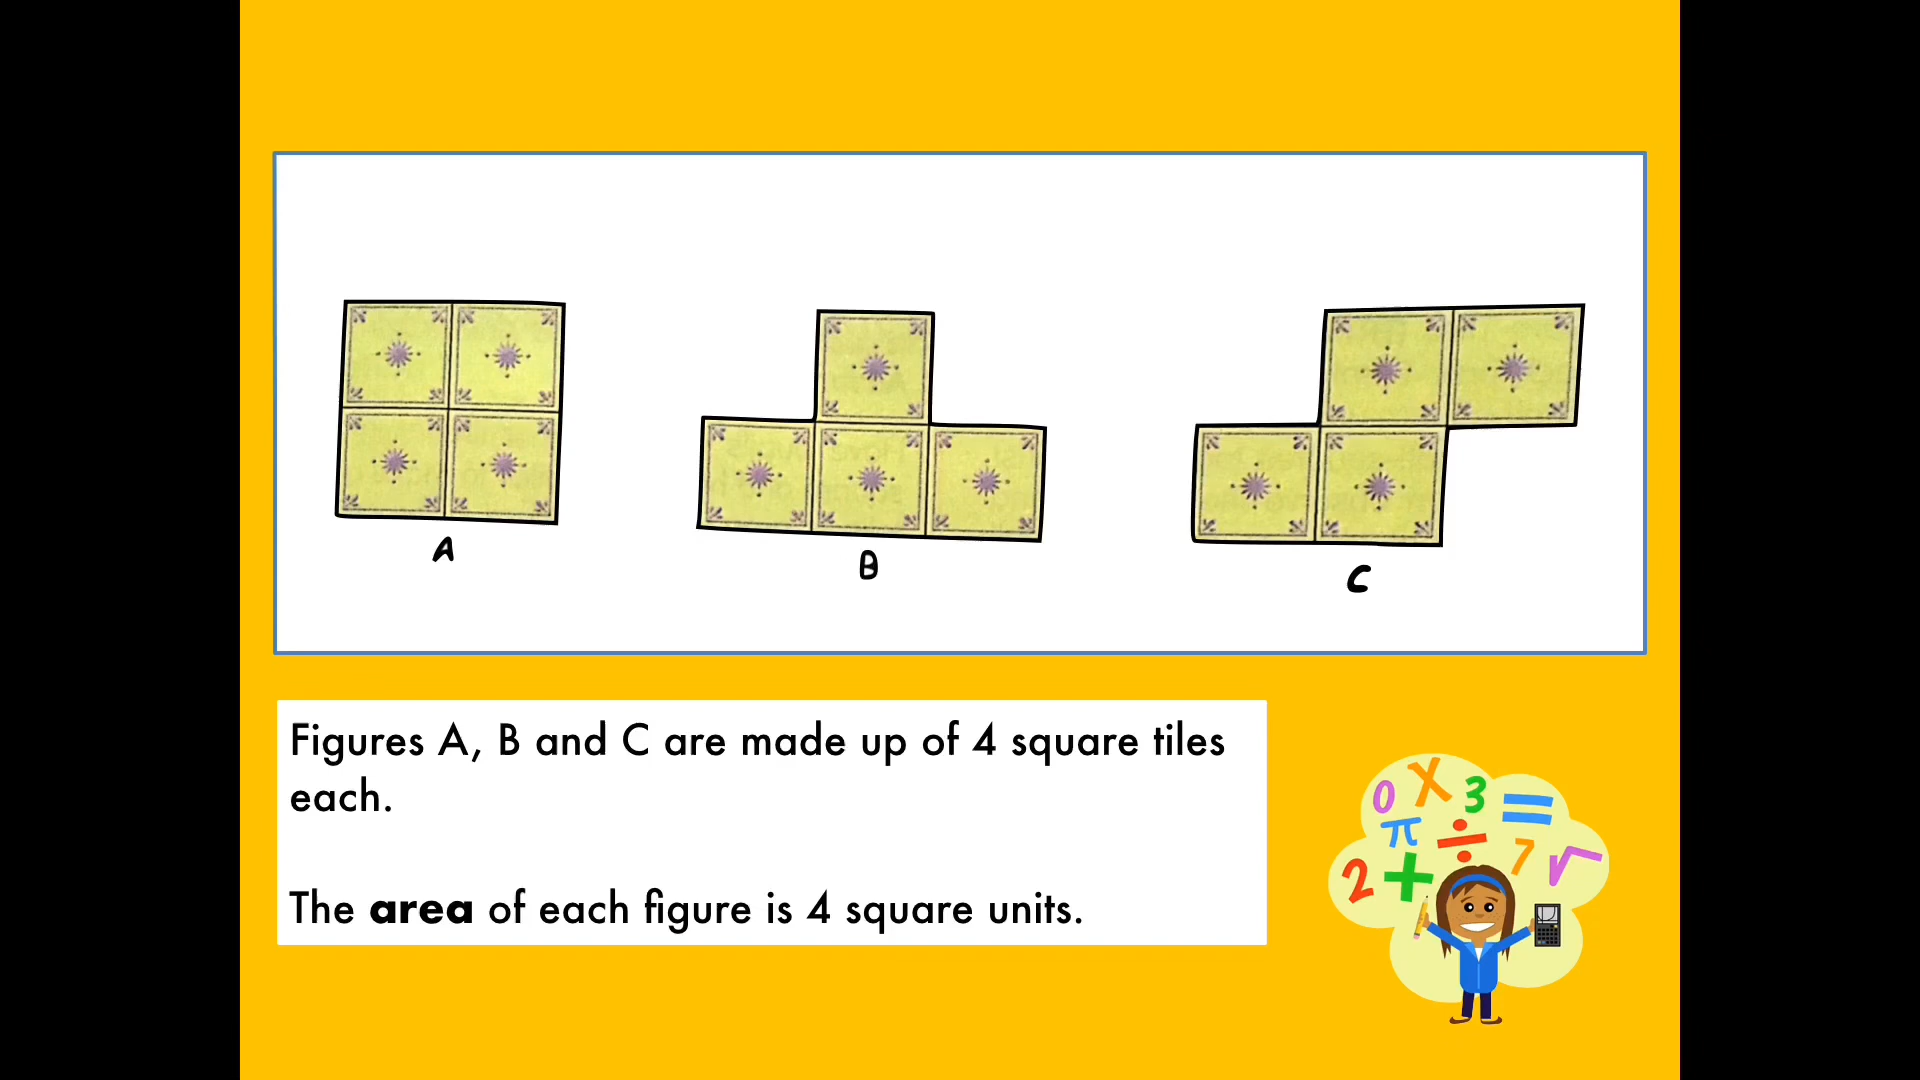 A
B
C
Figures A, B and C are made up of 4 square tiles
each.
The area of each figure is 4 square units.
0 X 3 =
π ÷ 7 √
2 +